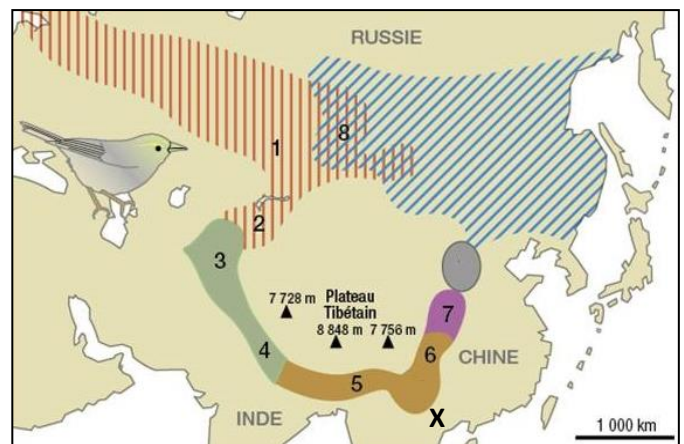 RUSSIE
1
8
2
3
7 728 m
Plateau
Tibétain
8 848 m
7 756 m
7
4
5
6
CHINE
INDE
X
1 000 km